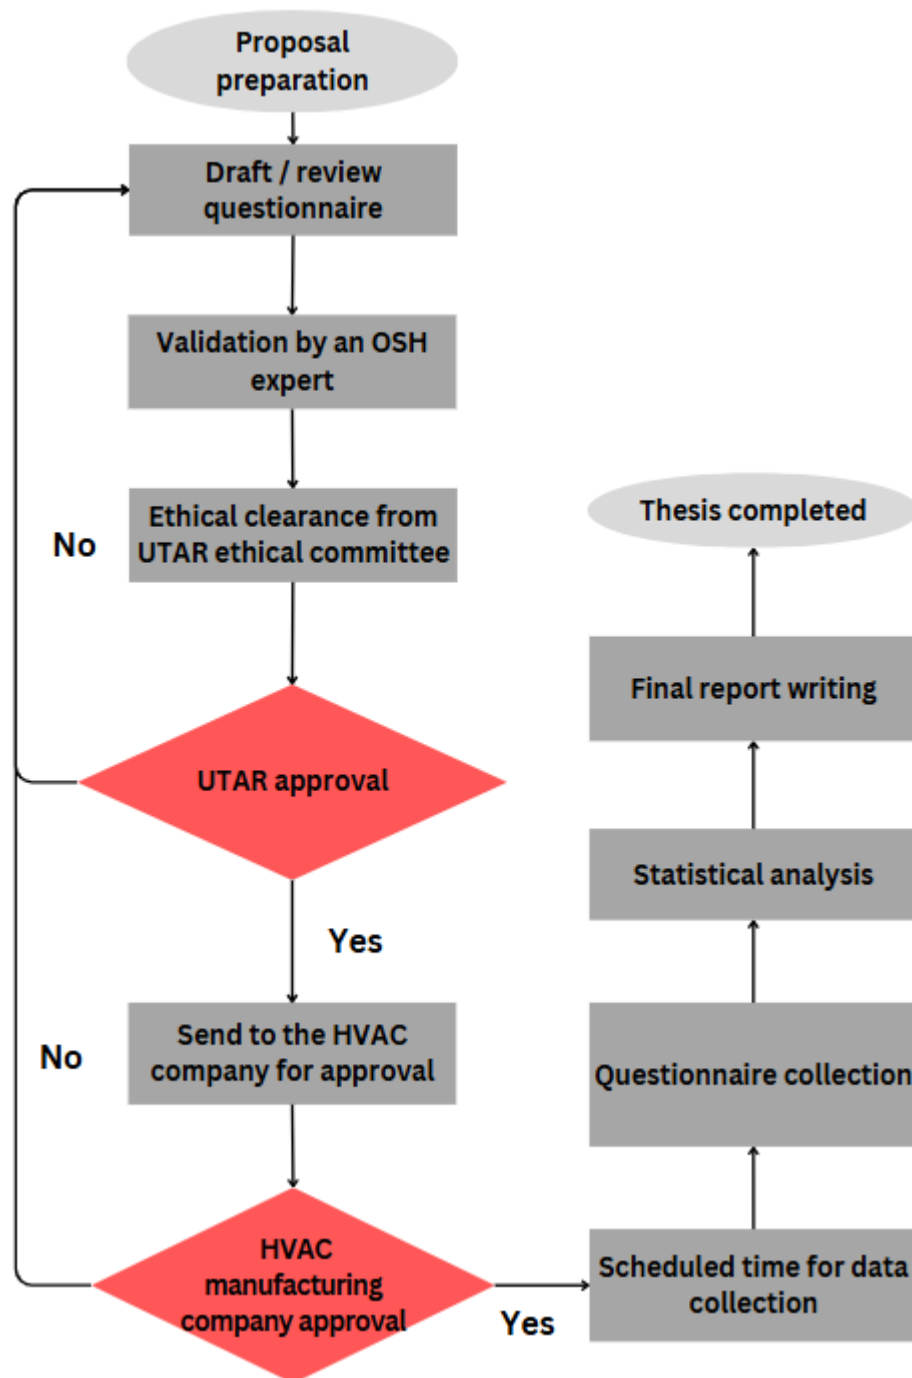 Proposal
preparation
Draft / review
questionnaire
Validation by an OSH
expert
Ethical clearance from
UTAR ethical committee
No
UTAR approval
Yes
Send to the HVAC
company for approval
No
HVAC
manufacturing
company approval
Yes
Scheduled time for data
collection
Questionnaire collection
Statistical analysis
Final report writing
Thesis completed